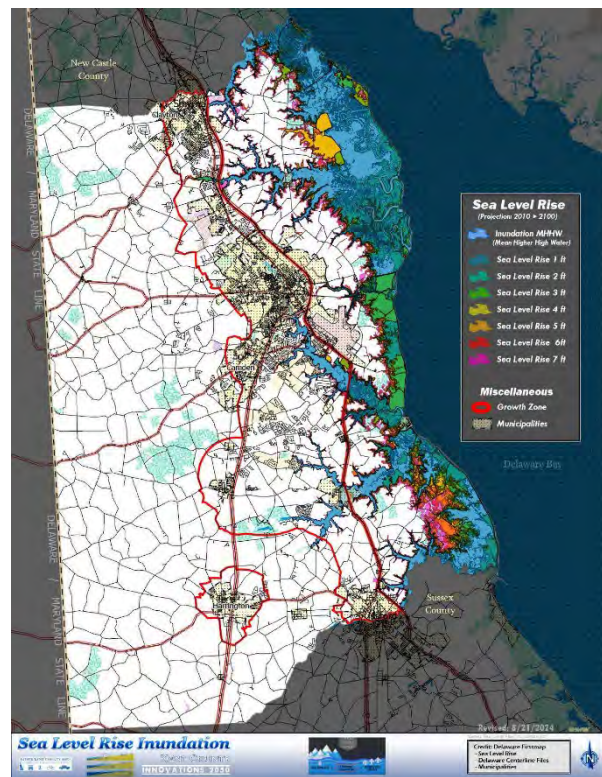 New Castle
County
Clayton
DELAWARE / MARYLAND STATE LINE
Camden
Harrington
DELAWARE / MARYLAND STATE LINE
Sussex
County
Delaware Bay
Sea Level Rise
(Projection: 2010 > 2100)
Inundation MHHW
(Mean Higher High Water)
Sea Level Rise 1 ft
Sea Level Rise 2 ft
Sea Level Rise 3 ft
Sea Level Rise 4 ft
Sea Level Rise 5 ft
Sea Level Rise 6ft
Sea Level Rise 7 ft
Miscellaneous
Growth Zone
Municipalities
Revised: 8/21/2024
Sea Level Rise Inundation
INNOVATIONS 2050
Credit: Delaware Firstmap
-Sea Level Rise
-Delaware Centerline Files
-Municipalities
N